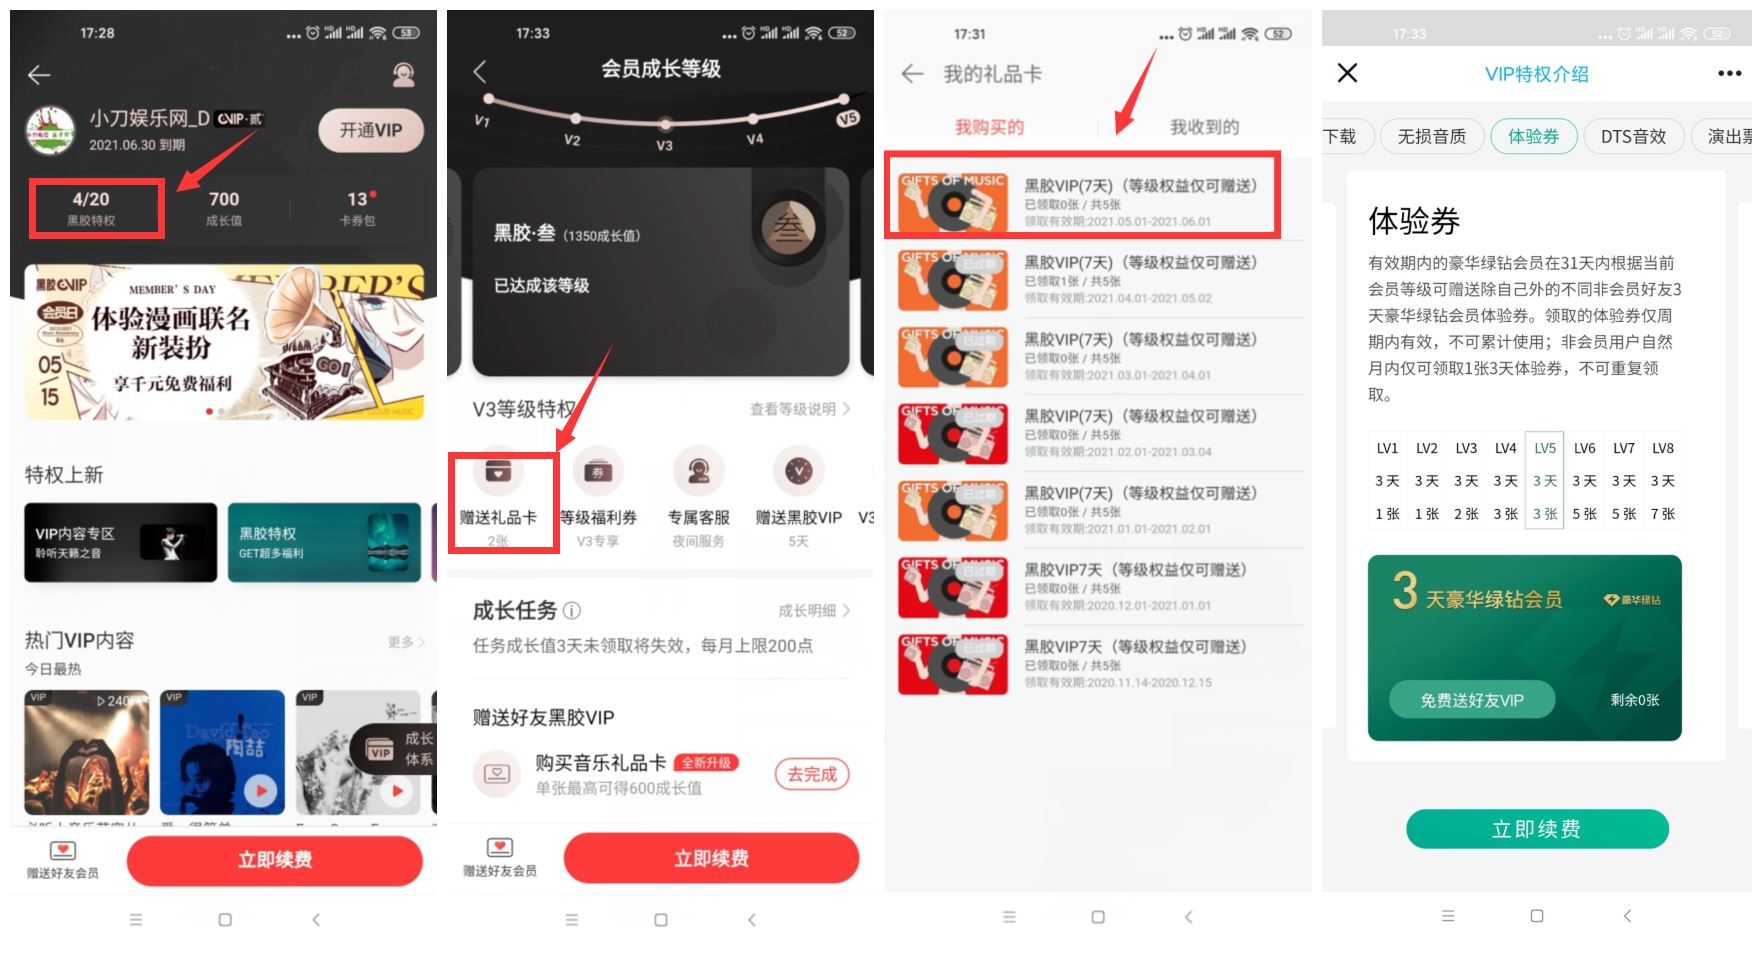 17:28
HD HD 53
小刀娱乐网_D VIP·贰
2021.06.30 到期
开通VIP
4/20 700 13
黑胶特权 成长值 卡券包
黑胶VIP
MEMBER'S DAY
会员日
体验漫画联名
新装扮
05
15
享千元免费福利
GO!
特权上新
VIP内容专区
聆听天籁之音
黑胶特权
GET超多福利
热门VIP内容 更多
今日最热
VIP 240 VIP VIP
David Tao
陶喆
VIP 成长
体系
赠送好友会员
立即续费
17:33
HD HD 52
会员成长等级
V1 V2 V3 V4 V5
黑胶·叁 (1350成长值)
叁
已达成该等级
V3等级特权 查看等级说明
券 VIP V
赠送礼品卡 等级福利券 专属客服 赠送黑胶VIP V3
2张 V3专享 夜间服务 5天
成长任务 成长明细
任务成长值3天未领取将失效，每月上限200点
赠送好友黑胶VIP
购买音乐礼品卡 全新升级
单张最高可得600成长值
去完成
赠送好友会员
立即续费
17:31
HD HD 52
我的礼品卡
我购买的 我收到的
GIFTS OF MUSIC
黑胶VIP(7天)（等级权益仅可赠送）
已领取0张 / 共5张
领取有效期:2021.05.01-2021.06.01
GIFTS OF 已过期
黑胶VIP(7天)（等级权益仅可赠送）
已领取1张 / 共5张
领取有效期:2021.04.01-2021.05.02
GIFTS OF 已过期
黑胶VIP(7天)（等级权益仅可赠送）
已领取0张 / 共5张
领取有效期:2021.03.01-2021.04.01
GIFTS OF 已过期
黑胶VIP(7天)（等级权益仅可赠送）
已领取0张 / 共5张
领取有效期:2021.02.01-2021.03.04
GIFTS OF 已过期
黑胶VIP(7天)（等级权益仅可赠送）
已领取0张 / 共5张
领取有效期:2021.01.01-2021.02.01
GIFTS OF 已过期
黑胶VIP7天（等级权益仅可赠送）
已领取0张 / 共5张
领取有效期:2020.12.01-2021.01.01
GIFTS OF 已过期
黑胶VIP7天（等级权益仅可赠送）
已领取0张 / 共5张
领取有效期:2020.11.14-2020.12.15
17:33
HD HD 52
VIP特权介绍
下载 无损音质 体验券 DTS音效 演出票
体验券
有效期内的豪华绿钻会员在31天内根据当前
会员等级可赠送除自己外的不同非会员好友3
天豪华绿钻会员体验券。领取的体验券仅周
期内有效，不可累计使用；非会员用户自然
月内仅可领取1张3天体验券，不可重复领
取。
LV1 LV2 LV3 LV4 LV5 LV6 LV7 LV8
3天 3天 3天 3天 3天 3天 3天 3天
1张 1张 2张 3张 3张 5张 5张 7张
3天豪华绿钻会员 豪华绿钻
免费送好友VIP 剩余0张
立即续费